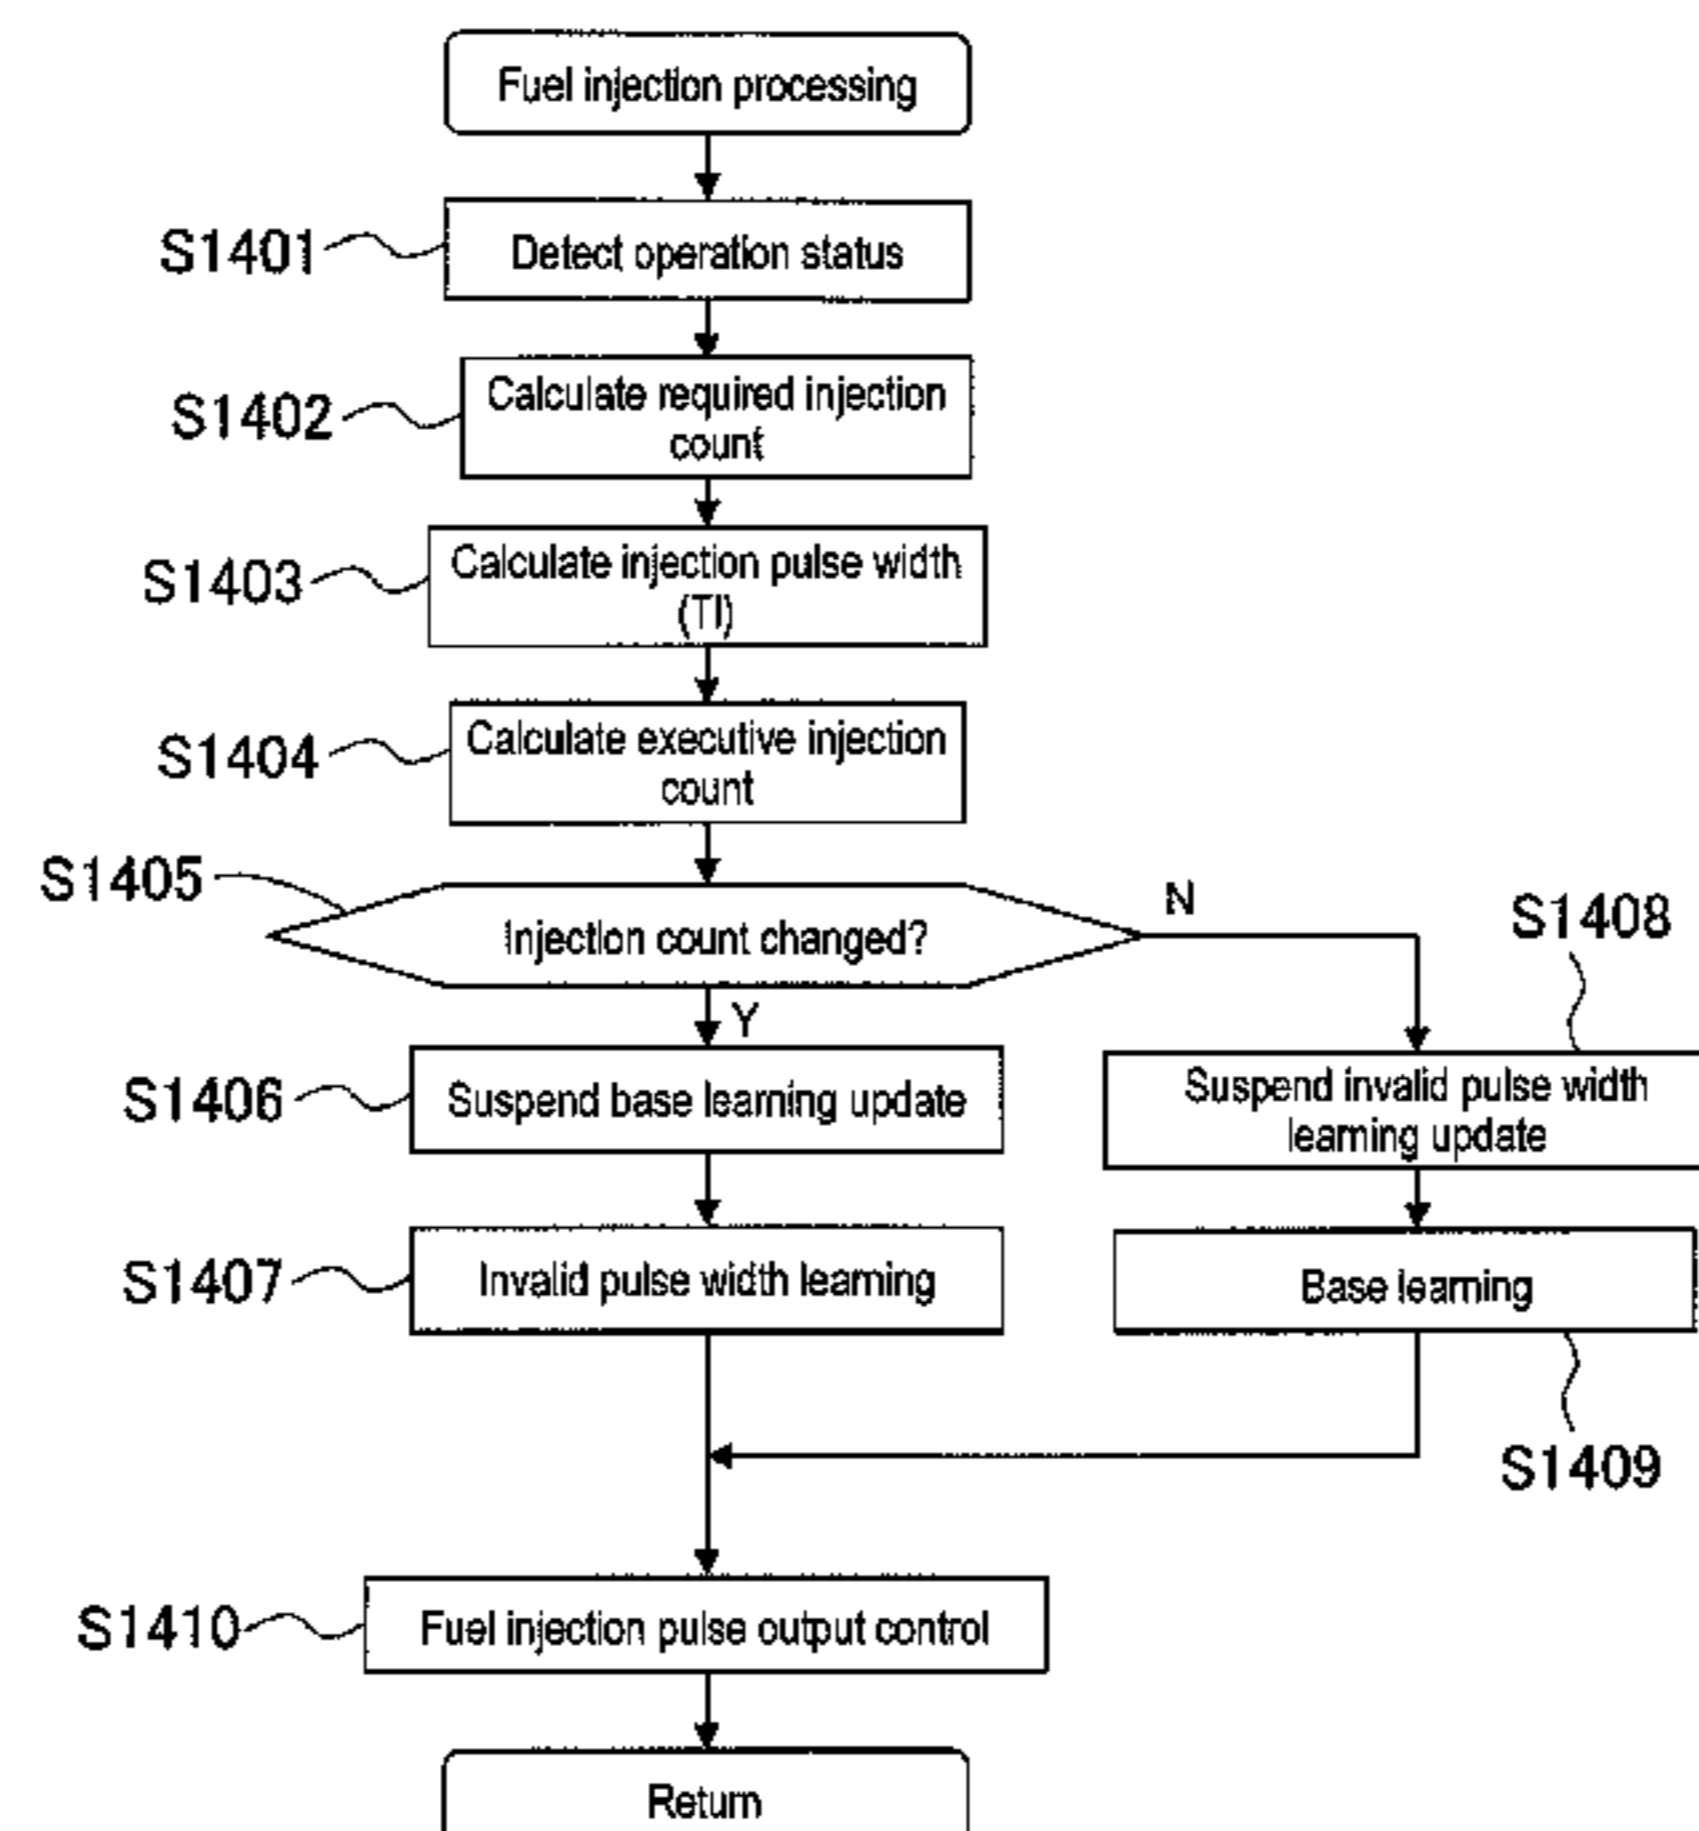 Fuel injection processing
S1401
Detect operation status
S1402
Calculate required injection
count
S1403
Calculate injection pulse width
(TI)
S1404
Calculate executive injection
count
S1405
Injection count changed?
N
Y
S1406
Suspend base learning update
S1407
Invalid pulse width learning
S1408
Suspend invalid pulse width
learning update
Base learning
S1409
S1410
Fuel injection pulse output control
Return